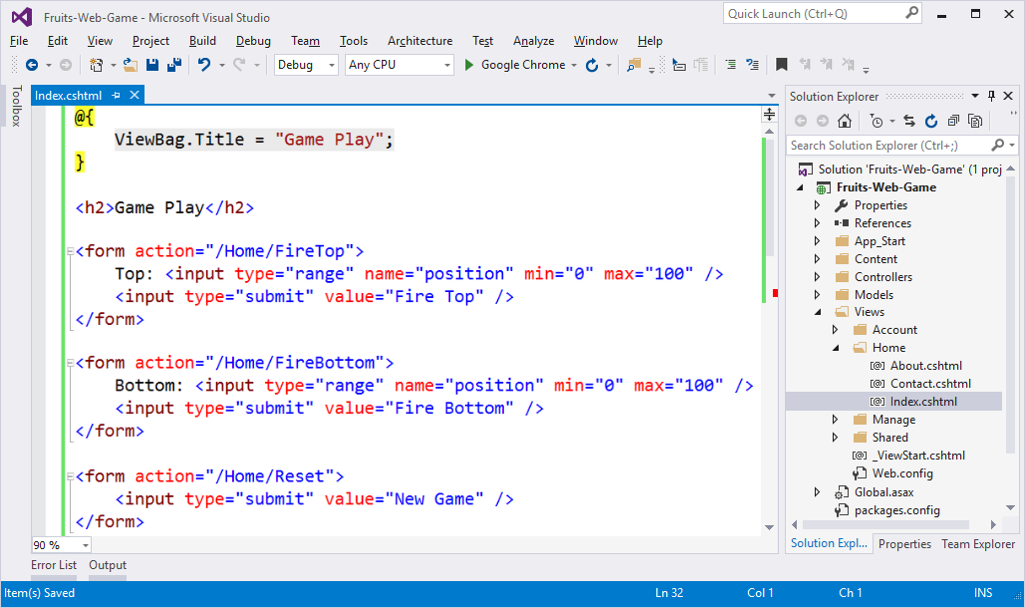 Fruits-Web-Game - Microsoft Visual Studio
Quick Launch (Ctrl+Q)
File Edit View Project Build Debug Team Tools Architecture Test Analyze Window Help
Debug Any CPU Google Chrome
Toolbox
Index.cshtml
@{
ViewBag.Title = "Game Play";
}
<h2>Game Play</h2>
<form action="/Home/FireTop">
Top: <input type="range" name="position" min="0" max="100" />
<input type="submit" value="Fire Top" />
</form>
<form action="/Home/FireBottom">
Bottom: <input type="range" name="position" min="0" max="100" />
<input type="submit" value="Fire Bottom" />
</form>
<form action="/Home/Reset">
<input type="submit" value="New Game" />
</form>
90 %
Solution Explorer
Search Solution Explorer (Ctrl+;)
Solution 'Fruits-Web-Game' (1 proj
Fruits-Web-Game
Properties
References
App_Start
Content
Controllers
Models
Views
Account
Home
About.cshtml
Contact.cshtml
Index.cshtml
Manage
Shared
_ViewStart.cshtml
Web.config
Global.asax
packages.config
Solution Expl... Properties Team Explorer
Error List Output
Item(s) Saved Ln 32 Col 1 Ch 1 INS